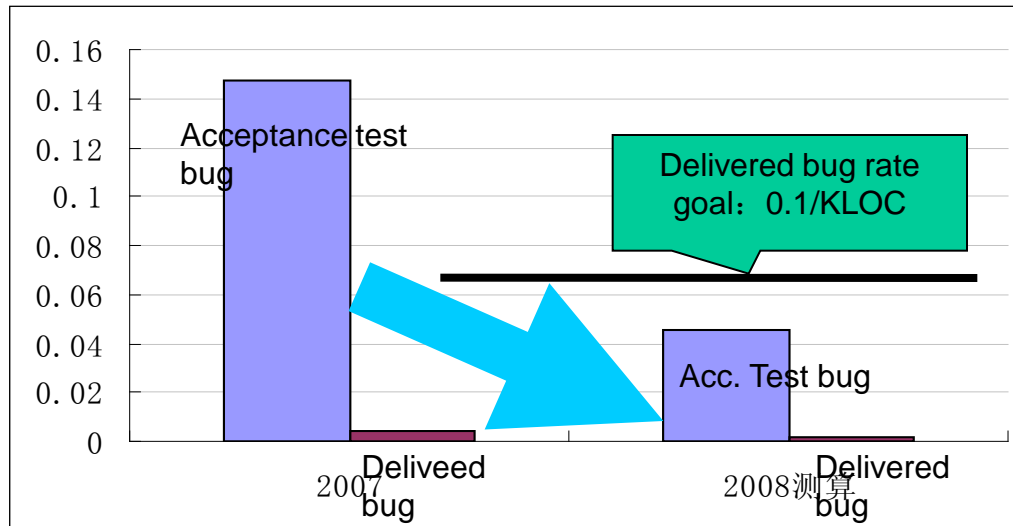 0.16
0.14
0.12
0.1
0.08
0.06
0.04
0.02
0
Acceptance test
bug
Delivered bug rate
goal：0.1/KLOC
Acc. Test bug
Deliveed
bug
Delivered
bug
2007
2008测算